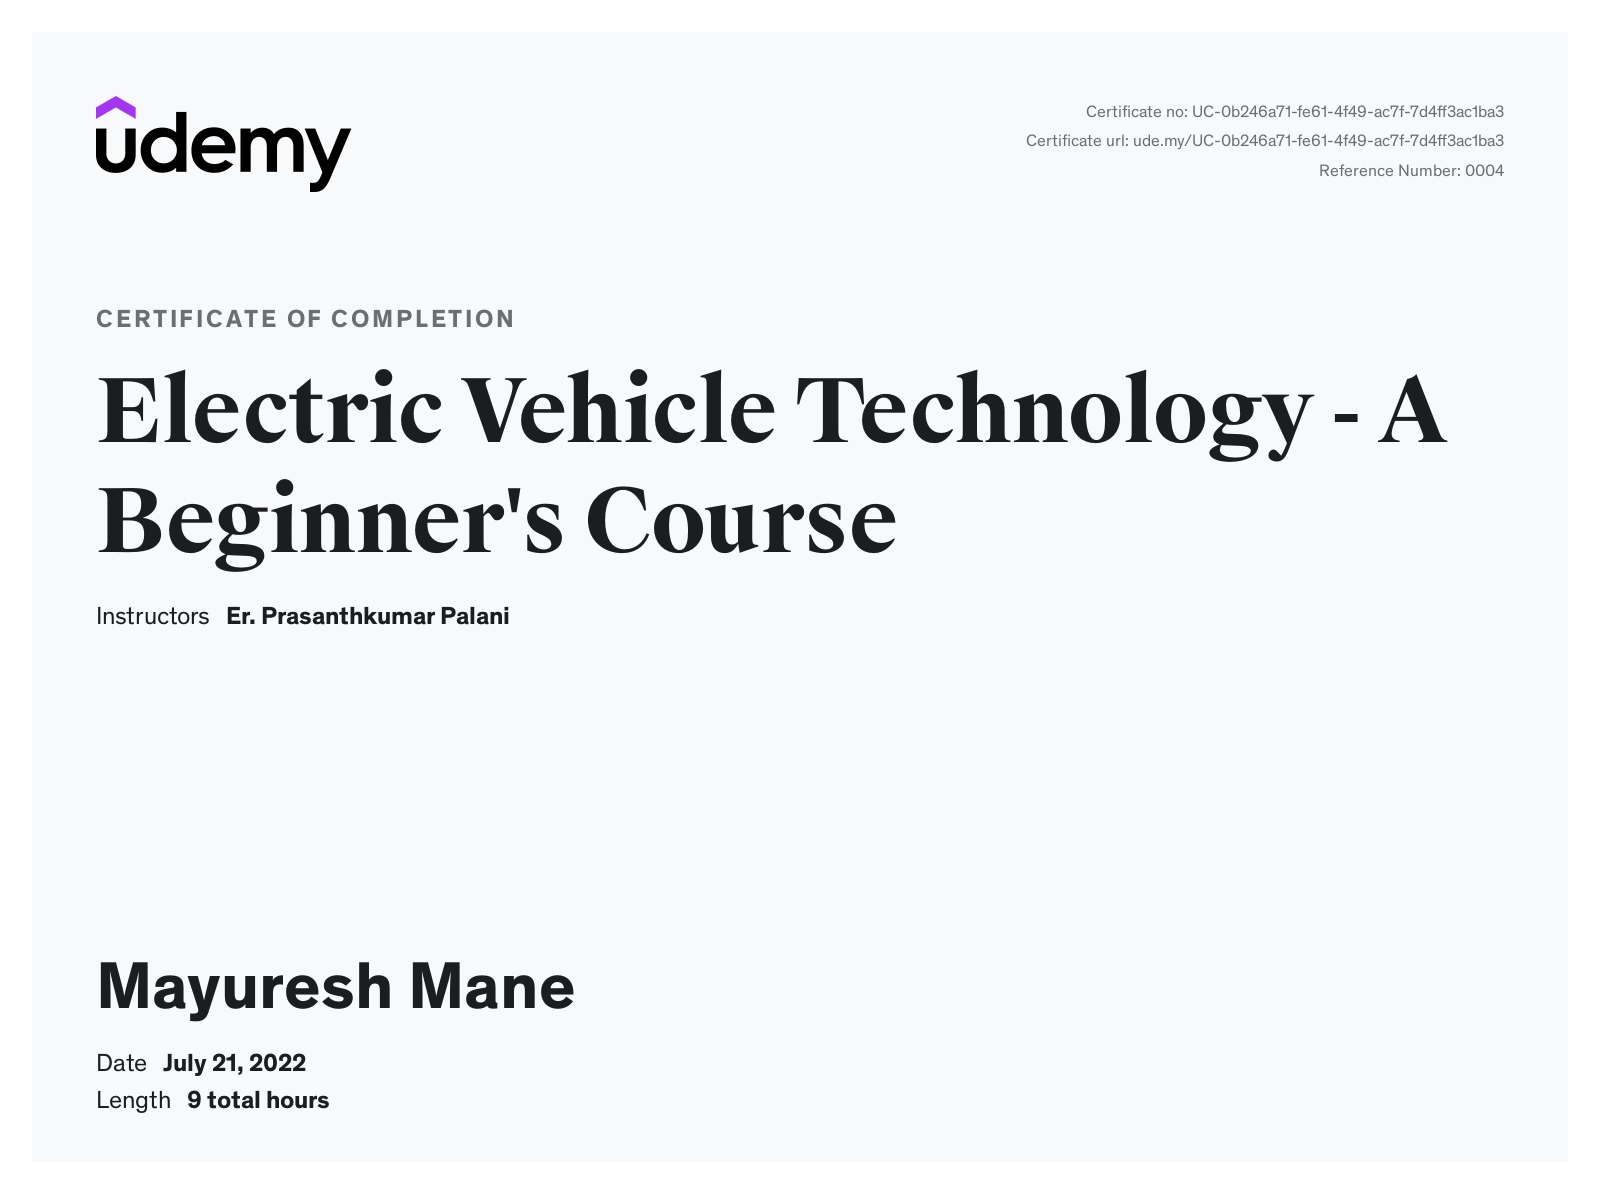 udemy
Certificate no: UC-0b246a71-fe61-4f49-ac7f-7d4ff3ac1ba3
Certificate url: ude.my/UC-0b246a71-fe61-4f49-ac7f-7d4ff3ac1ba3
Reference Number: 0004
CERTIFICATE OF COMPLETION
Electric Vehicle Technology - A
Beginner's Course
Instructors Er. Prasanthkumar Palani
Mayuresh Mane
Date July 21, 2022
Length 9 total hours